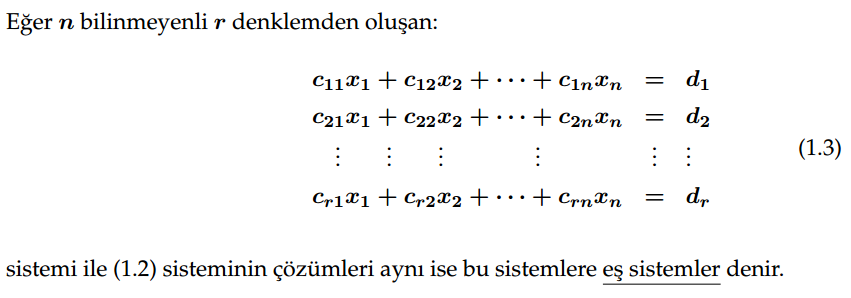 Eğer n bilinmeyenli r denklemden oluşan:
c₁₁x₁ + c₁₂x₂ + ⋯ + c₁ₙxₙ = d₁
c₂₁x₁ + c₂₂x₂ + ⋯ + c₂ₙxₙ = d₂
⋮ ⋮ ⋮ ⋮ ⋮ ⋮ (1.3)
cᵣ₁x₁ + cᵣ₂x₂ + ⋯ + cᵣₙxₙ = dᵣ
sistemi ile (1.2) sisteminin çözümleri aynı ise bu sistemlere eş sistemler denir.